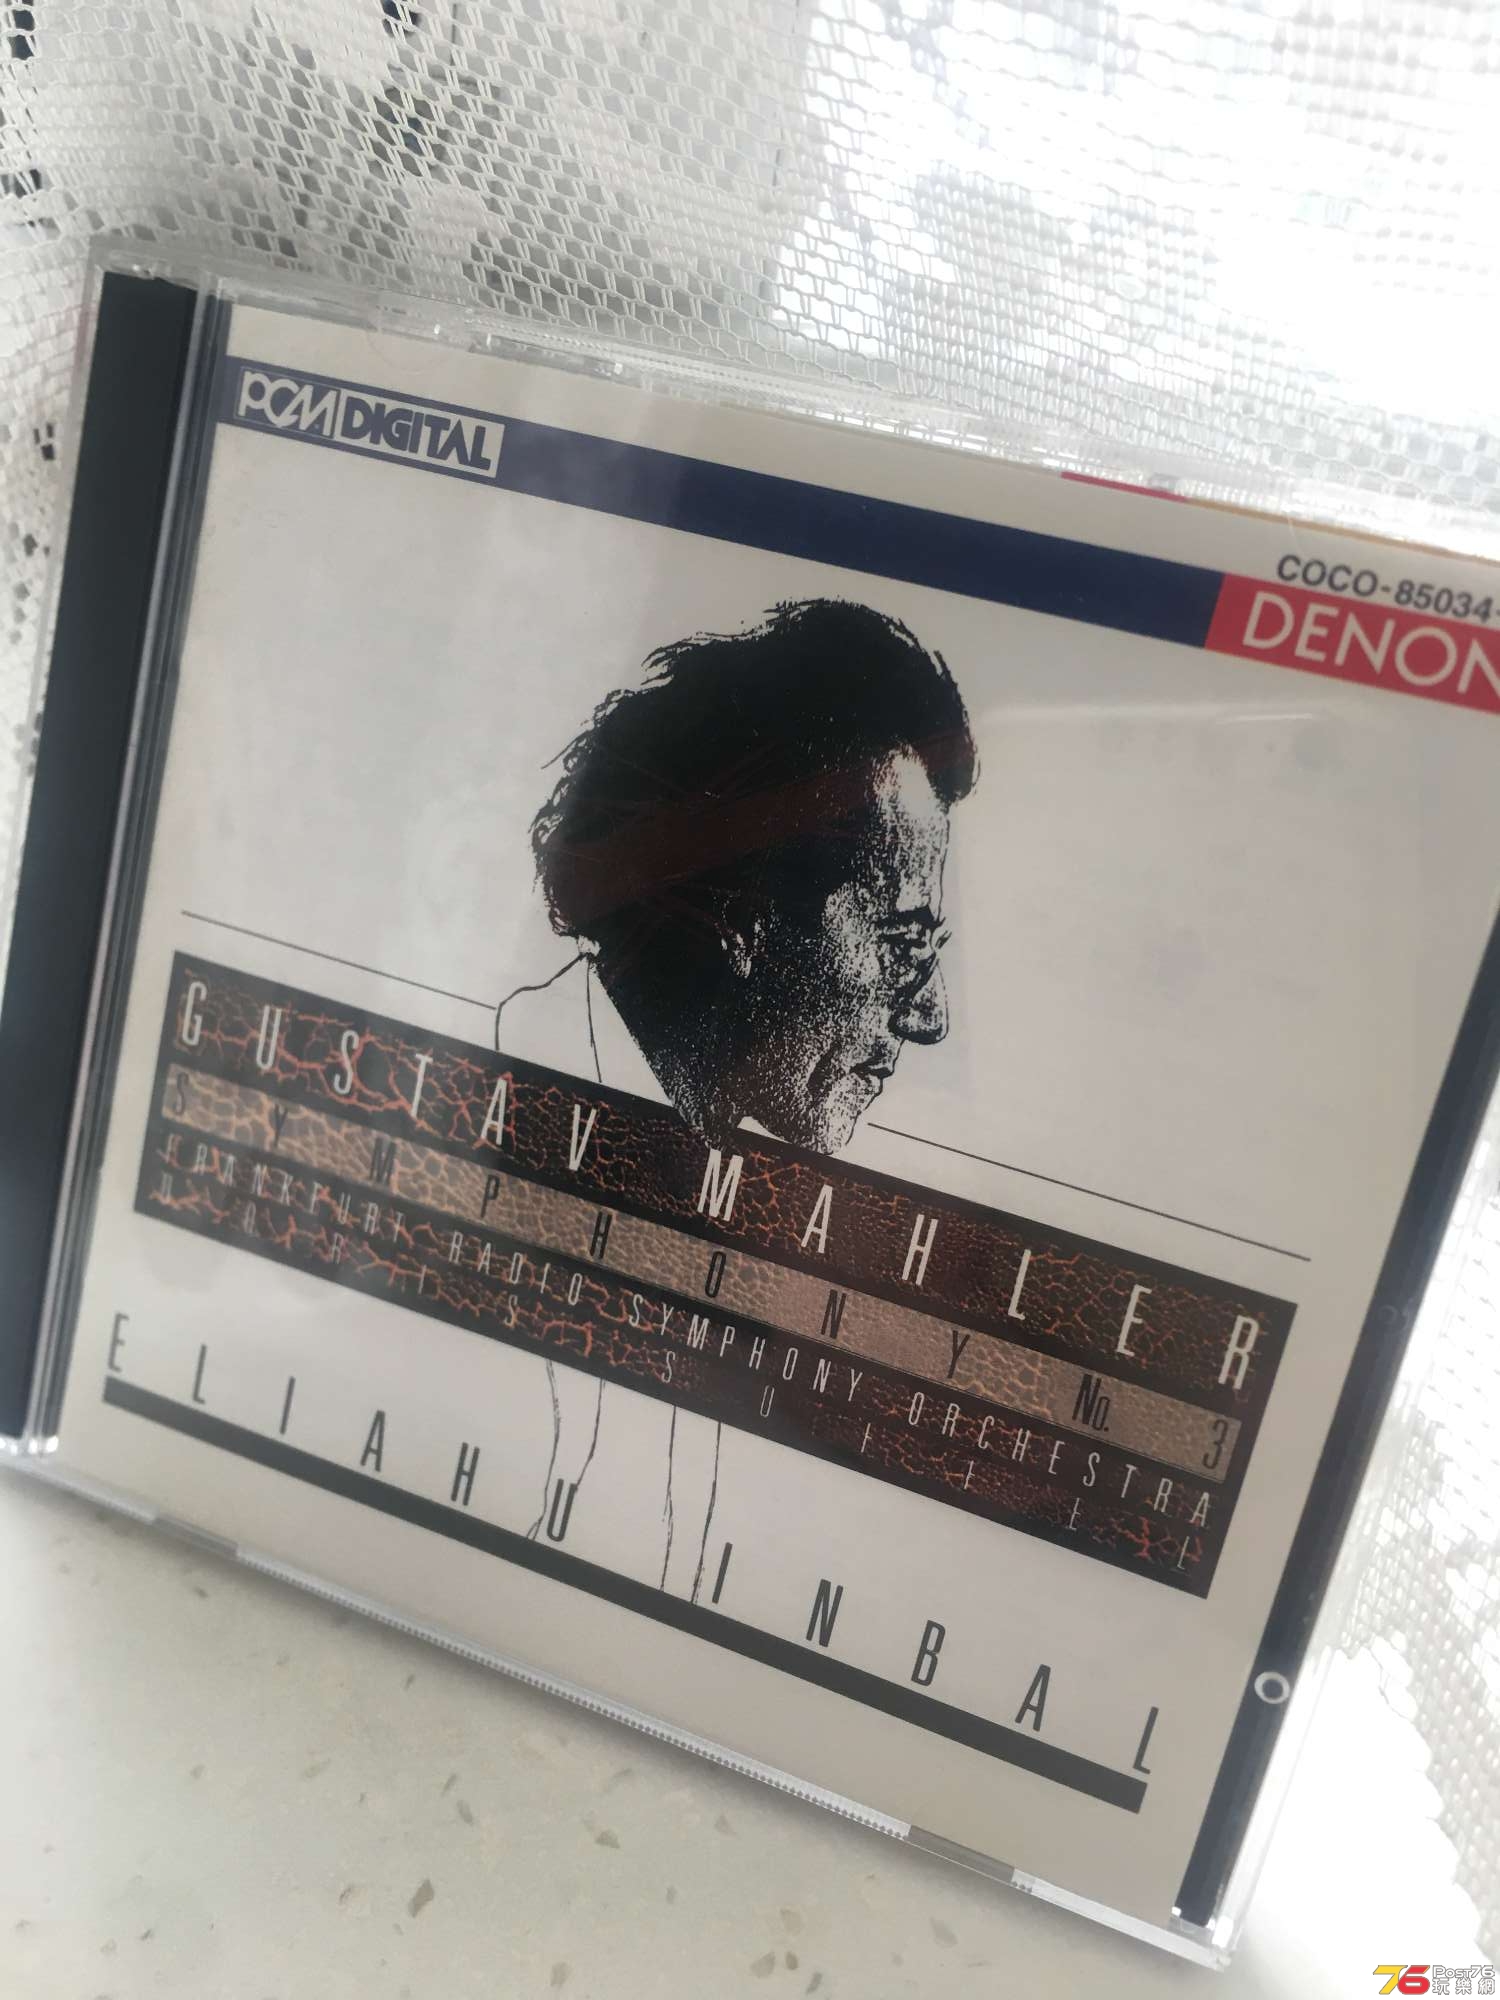 PCM DIGITAL
COCO-85034-
DENON
GUSTAV MAHLER
SYMPHONY No. 3
FRANKFURT RADIO SYMPHONY ORCHESTRA
DORIS SOFFEL
ELIAHU INBAL
76 Post76
玩樂網